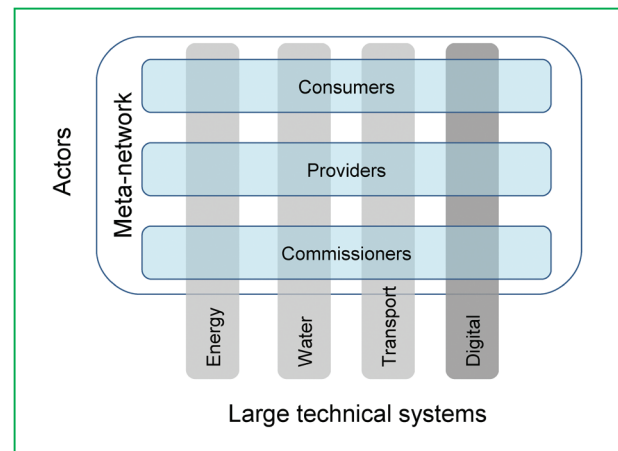 Actors
Meta-network
Consumers
Providers
Commissioners
Energy
Water
Transport
Digital
Large technical systems